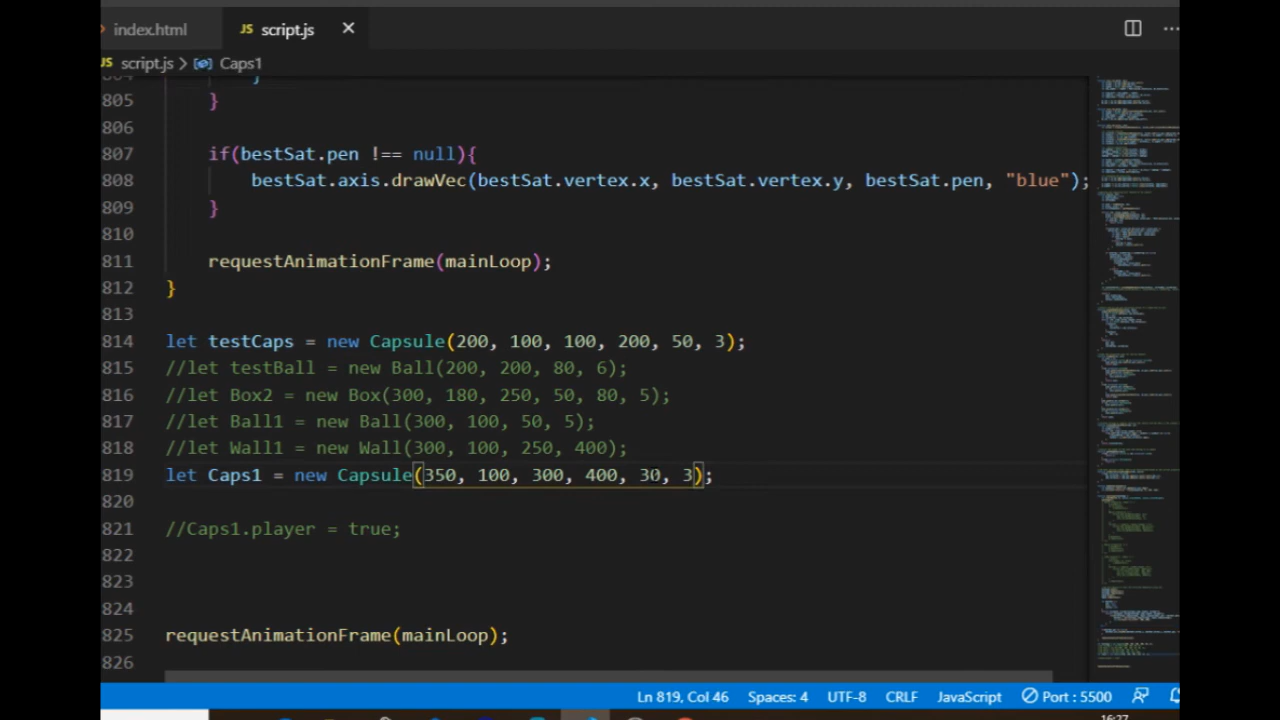 index.html JS script.js
JS script.js Caps1
}
805 }
806
807 if(bestSat.pen !== null){
808 bestSat.axis.drawVec(bestSat.vertex.x, bestSat.vertex.y, bestSat.pen, "blue");
809 }
810
811 requestAnimationFrame(mainLoop);
812 }
813
814 let testCaps = new Capsule(200, 100, 100, 200, 50, 3);
815 //let testBall = new Ball(200, 200, 80, 6);
816 //let Box2 = new Box(300, 180, 250, 50, 80, 5);
817 //let Ball1 = new Ball(300, 100, 50, 5);
818 //let Wall1 = new Wall(300, 100, 250, 400);
819 let Caps1 = new Capsule(350, 100, 300, 400, 30, 3);
820
821 //Caps1.player = true;
822
823
824
825 requestAnimationFrame(mainLoop);
826
Ln 819, Col 46 Spaces: 4 UTF-8 CRLF JavaScript Port : 5500
16:27